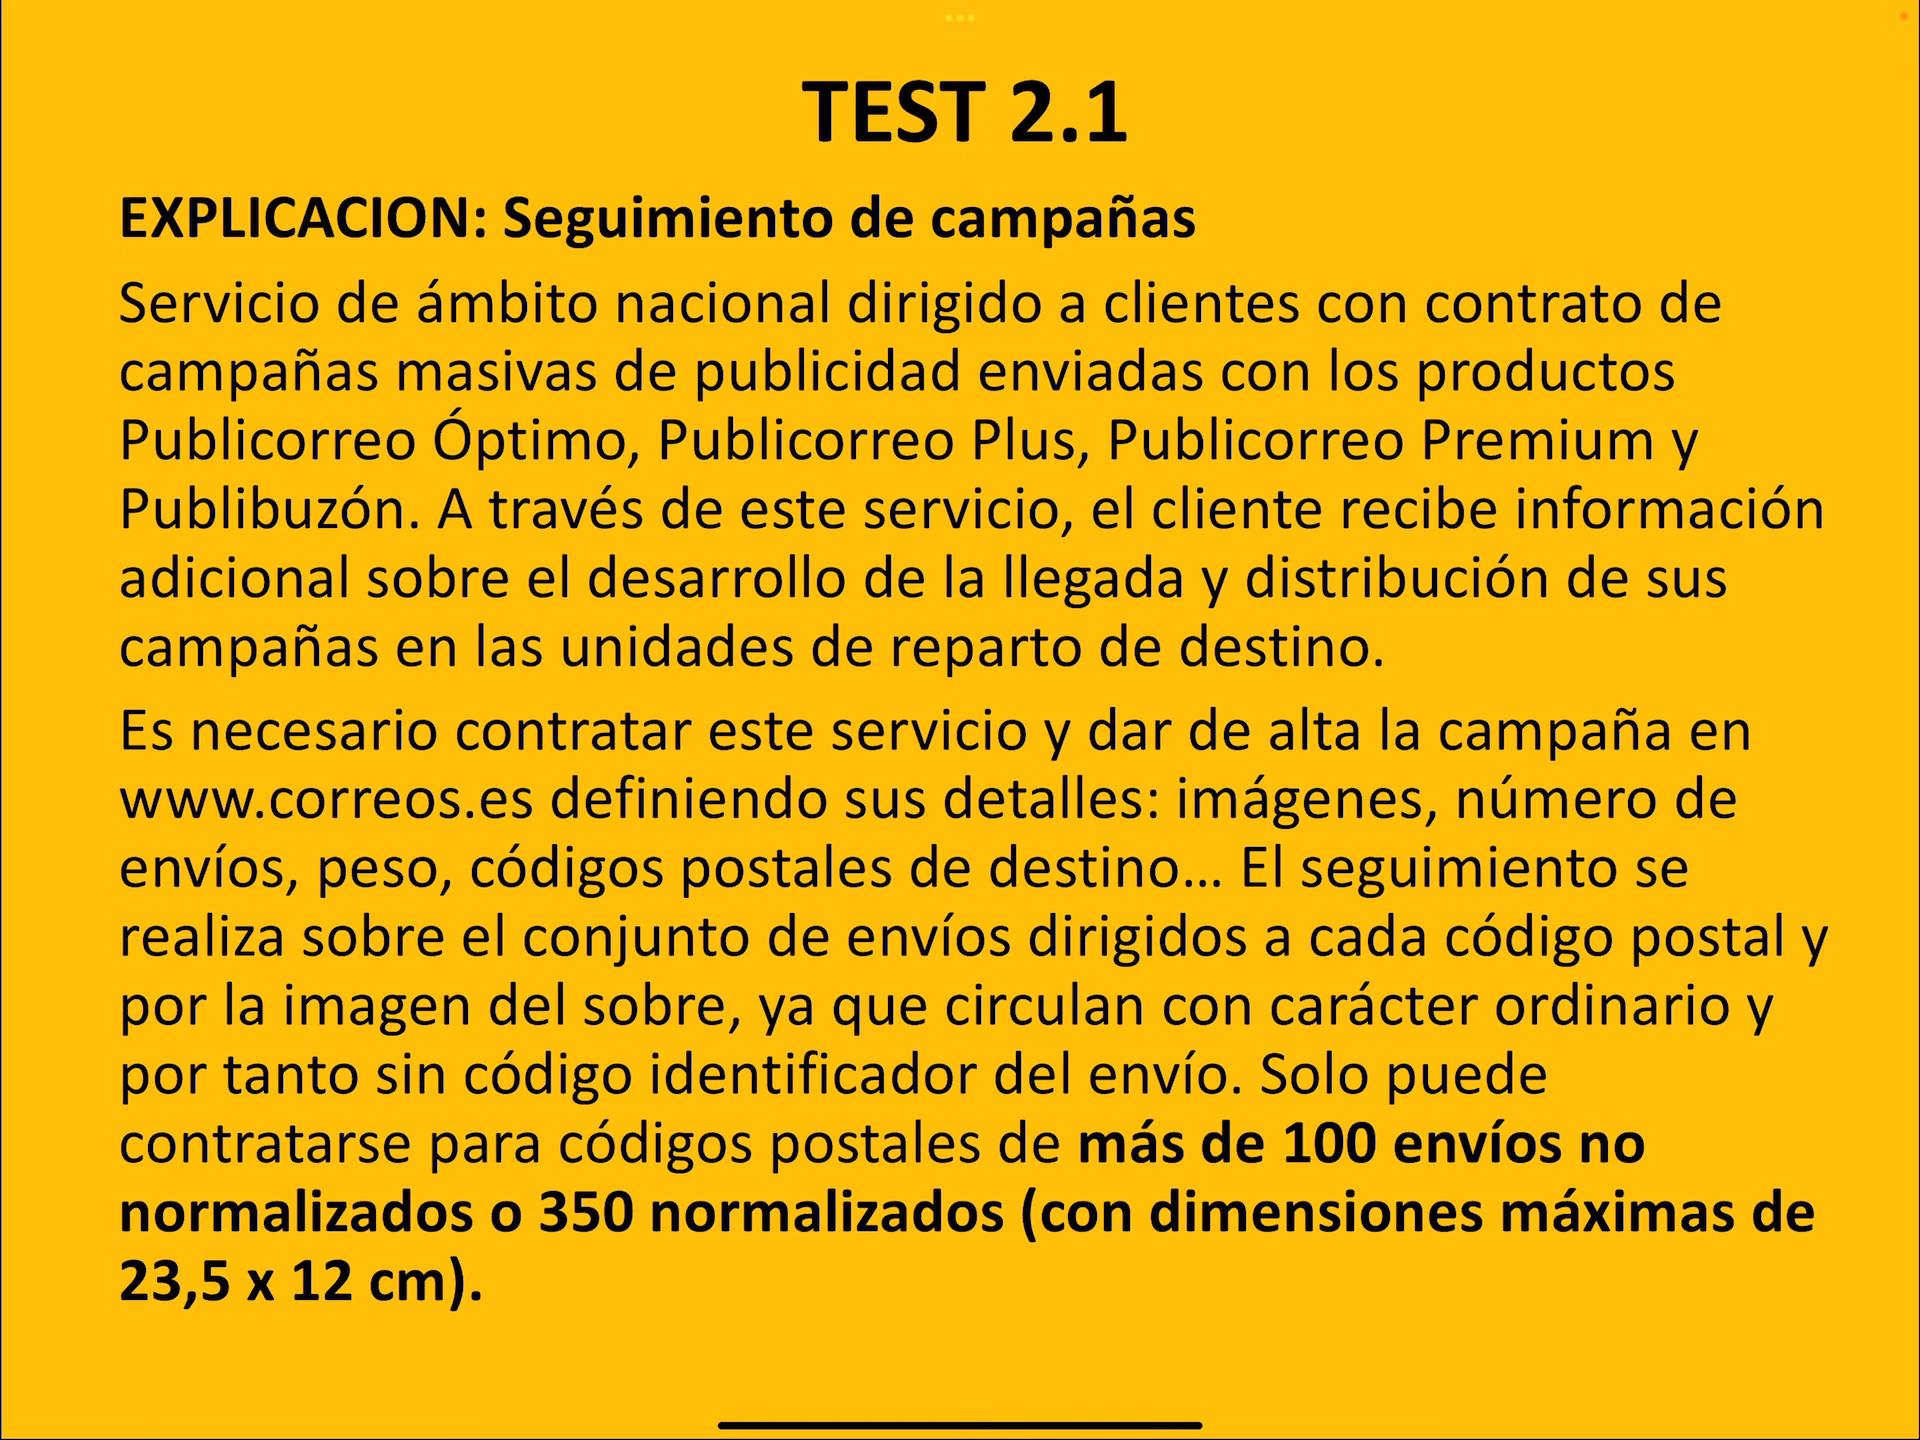 TEST 2.1
EXPLICACION: Seguimiento de campañas
Servicio de ámbito nacional dirigido a clientes con contrato de
campañas masivas de publicidad enviadas con los productos
Publicorreo Óptimo, Publicorreo Plus, Publicorreo Premium y
Publibuzón. A través de este servicio, el cliente recibe información
adicional sobre el desarrollo de la llegada y distribución de sus
campañas en las unidades de reparto de destino.
Es necesario contratar este servicio y dar de alta la campaña en
www.correos.es definiendo sus detalles: imágenes, número de
envíos, peso, códigos postales de destino... El seguimiento se
realiza sobre el conjunto de envíos dirigidos a cada código postal y
por la imagen del sobre, ya que circulan con carácter ordinario y
por tanto sin código identificador del envío. Solo puede
contratarse para códigos postales de más de 100 envíos no
normalizados o 350 normalizados (con dimensiones máximas de
23,5 x 12 cm).